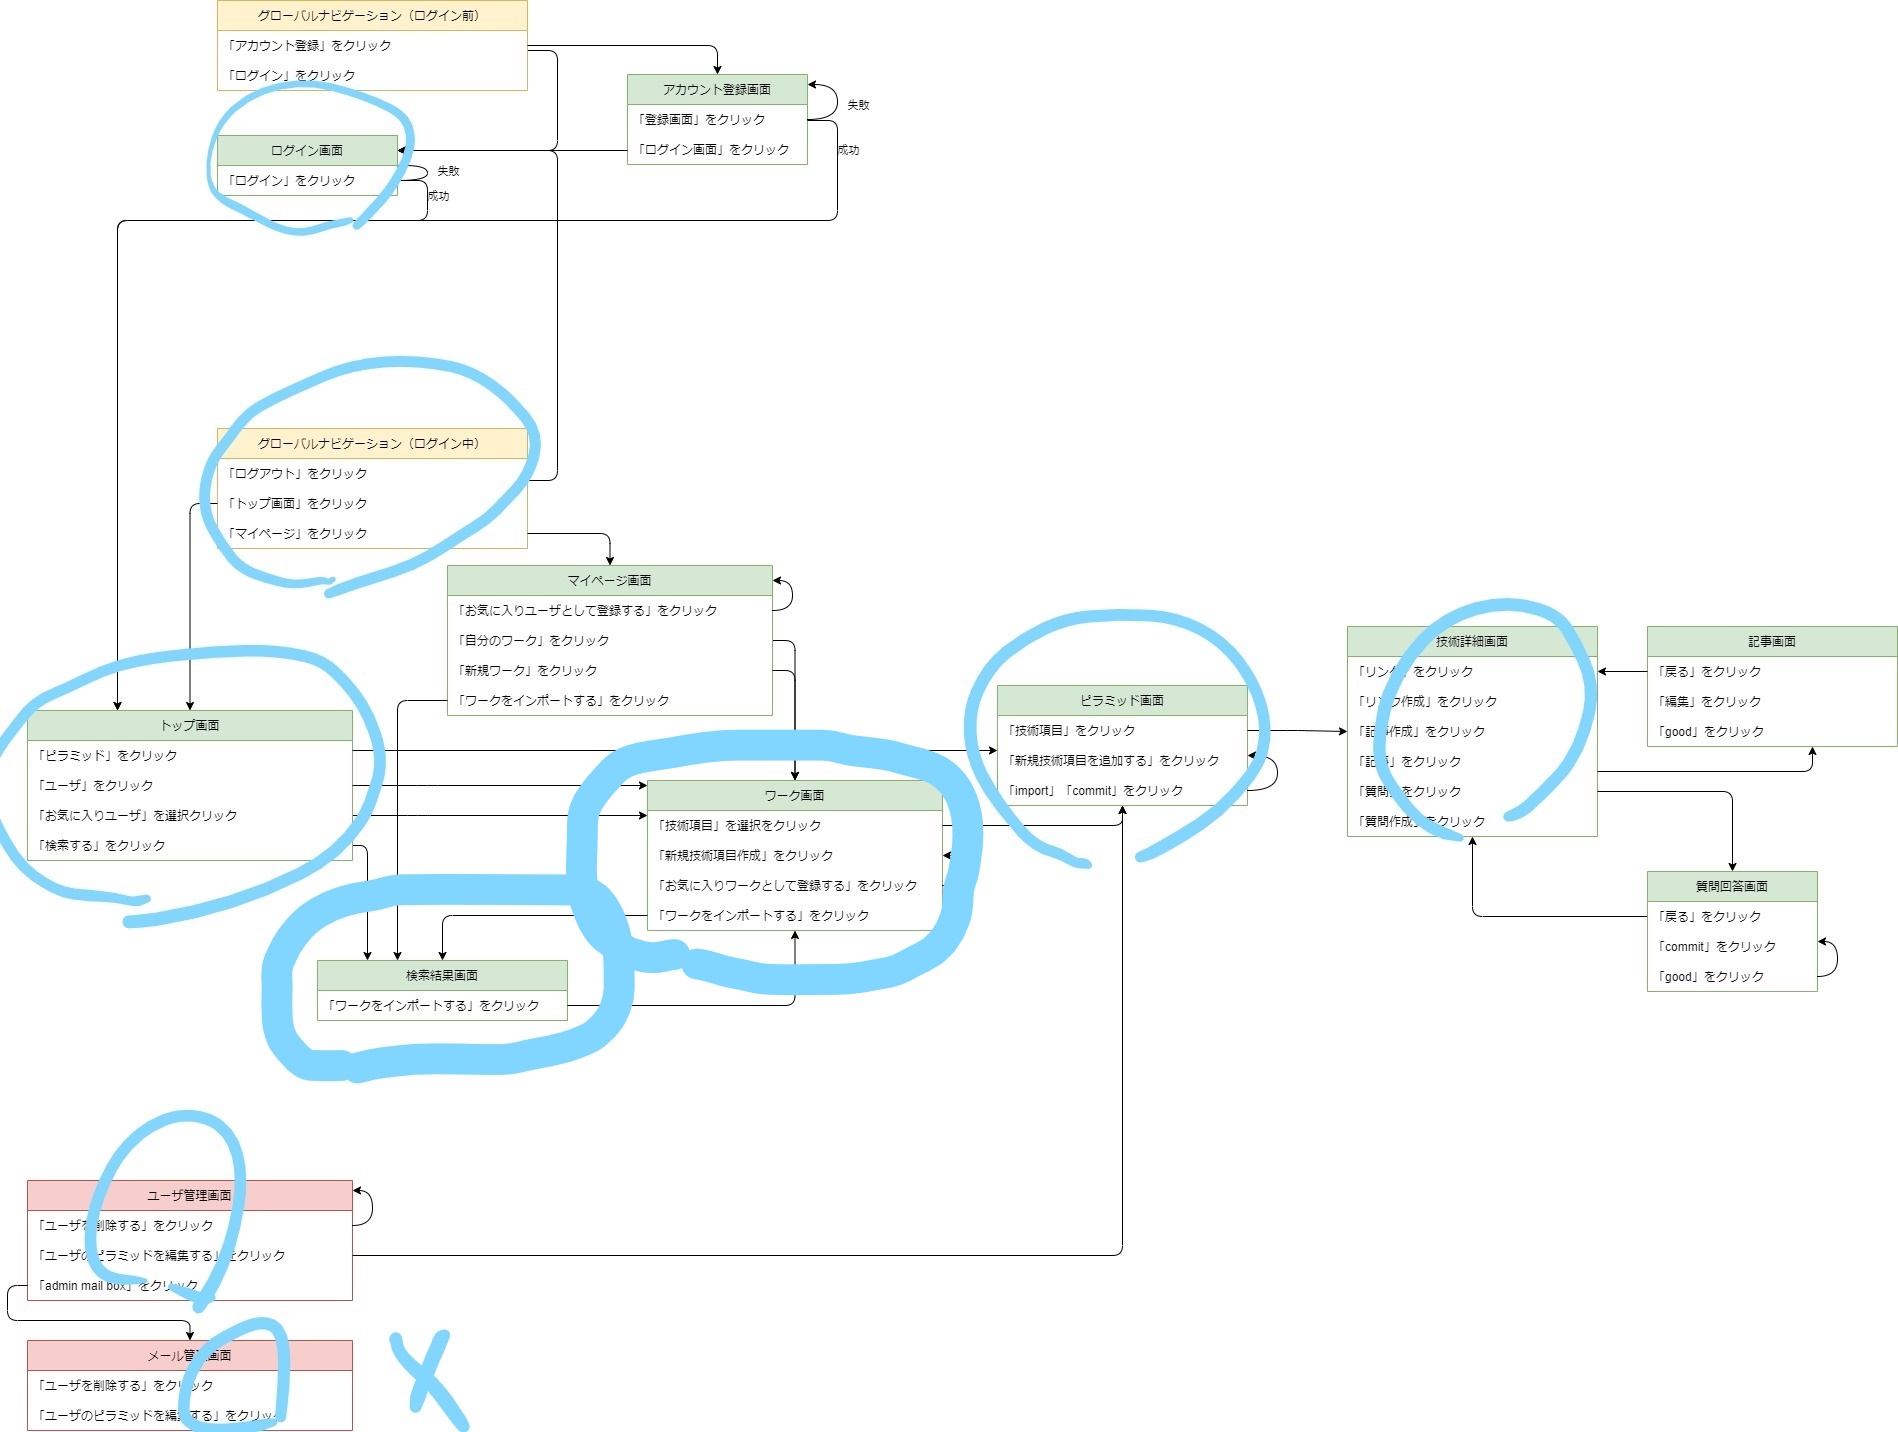 グローバルナビゲーション（ログイン前）
「アカウント登録」をクリック
「ログイン」をクリック
アカウント登録画面
「登録画面」をクリック
「ログイン画面」をクリック
失敗
成功
ログイン画面
「ログイン」をクリック
失敗
成功
グローバルナビゲーション（ログイン中）
「ログアウト」をクリック
「トップ画面」をクリック
「マイページ」をクリック
マイページ画面
「お気に入りユーザとして登録する」をクリック
「自分のワーク」をクリック
「新規ワーク」をクリック
「ワークをインポートする」をクリック
トップ画面
「ピラミッド」をクリック
「ユーザ」をクリック
「お気に入りユーザ」を選択クリック
「検索する」をクリック
ワーク画面
「技術項目」を選択をクリック
「新規技術項目作成」をクリック
「お気に入りワークとして登録する」をクリック
「ワークをインポートする」をクリック
検索結果画面
「ワークをインポートする」をクリック
ピラミッド画面
「技術項目」をクリック
「新規技術項目を追加する」をクリック
「import」「commit」をクリック
技術詳細画面
「リンク」をクリック
「リンク作成」をクリック
「記事作成」をクリック
「記事」をクリック
「質問」をクリック
「質問作成」をクリック
記事画面
「戻る」をクリック
「編集」をクリック
「good」をクリック
質問回答画面
「戻る」をクリック
「commit」をクリック
「good」をクリック
ユーザ管理画面
「ユーザを削除する」をクリック
「ユーザのピラミッドを編集する」をクリック
「admin mail box」をクリック
メール管理画面
「ユーザを削除する」をクリック
「ユーザのピラミッドを編集する」をクリック